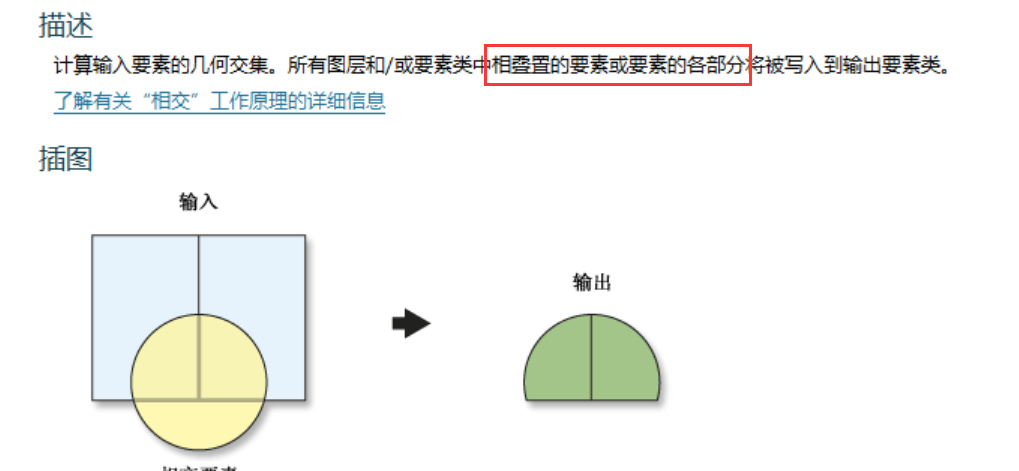 描述
计算输入要素的几何交集。所有图层和/或要素类中相叠置的要素或要素的各部分将被写入到输出要素类。
了解有关“相交”工作原理的详细信息
插图
输入
输出